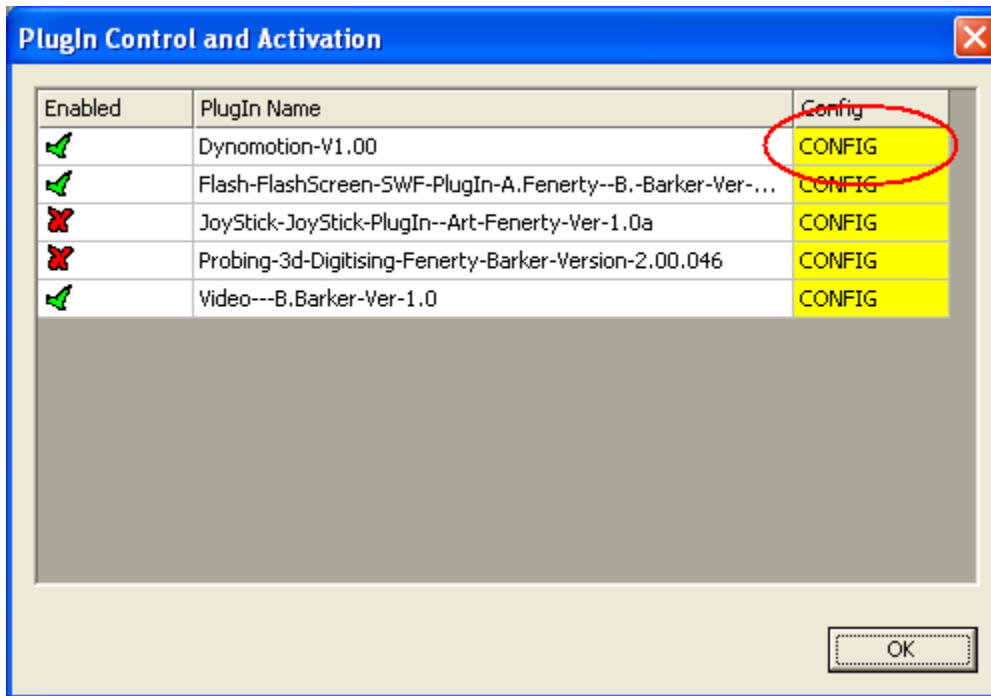 PlugIn Control and Activation
Enabled PlugIn Name Config
Dynomotion-V1.00 CONFIG
Flash-FlashScreen-SWF-PlugIn-A.Fenerty--B.-Barker-Ver-... CONFIG
JoyStick-JoyStick-PlugIn--Art-Fenerty-Ver-1.0a CONFIG
Probing-3d-Digitising-Fenerty-Barker-Version-2.00.046 CONFIG
Video---B.Barker-Ver-1.0 CONFIG
OK